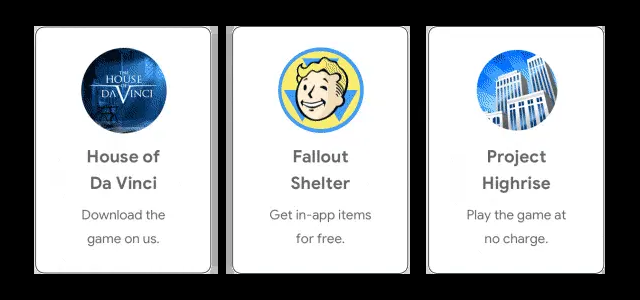 THE
HOUSE
OF
DA VINCI
House of
Da Vinci
Download the
game on us.
Fallout
Shelter
Get in-app items
for free.
Project
Highrise
Play the game at
no charge.